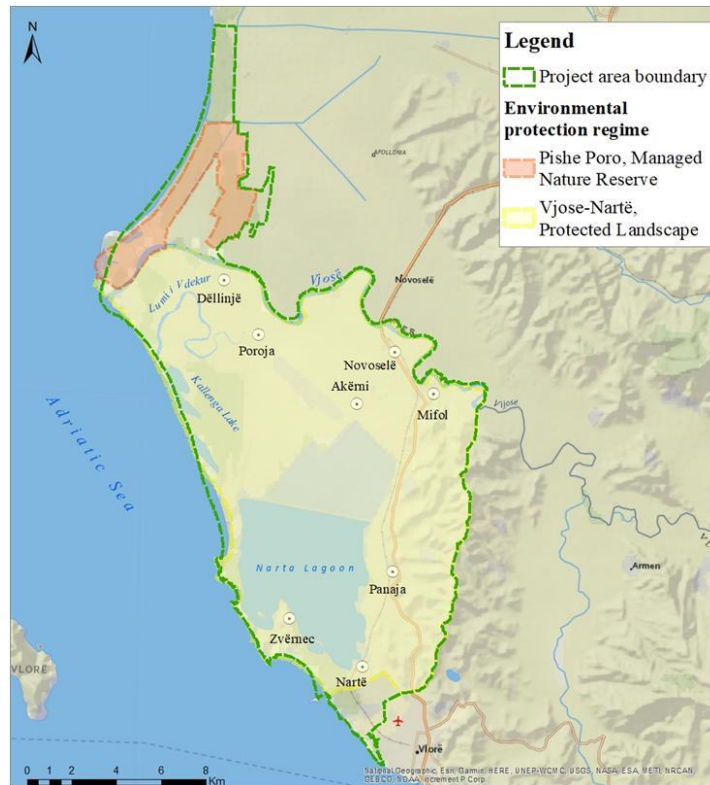 N
Legend
Project area boundary
Environmental
protection regime
Pishe Poro, Managed
Nature Reserve
Vjose-Nartë,
Protected Landscape
APOLLONIA
Vjosë
Novoselë
Lumi i Vdekur
Dëllinjë
Poroja
Novoselë
Akërni
Mifol
Kallenga Lake
Vjose
Adriatic Sea
Narta Lagoon
Panaja
Armen
Zvërnec
Nartë
VLORË
Vlorë
0 2 4 6 8
Km
National Geographic, Esri, Garmin, HERE, UNEP-WCMC, USGS, NASA, ESA, METI, NRCAN,
GEBCO, NOAA, increment P Corp.